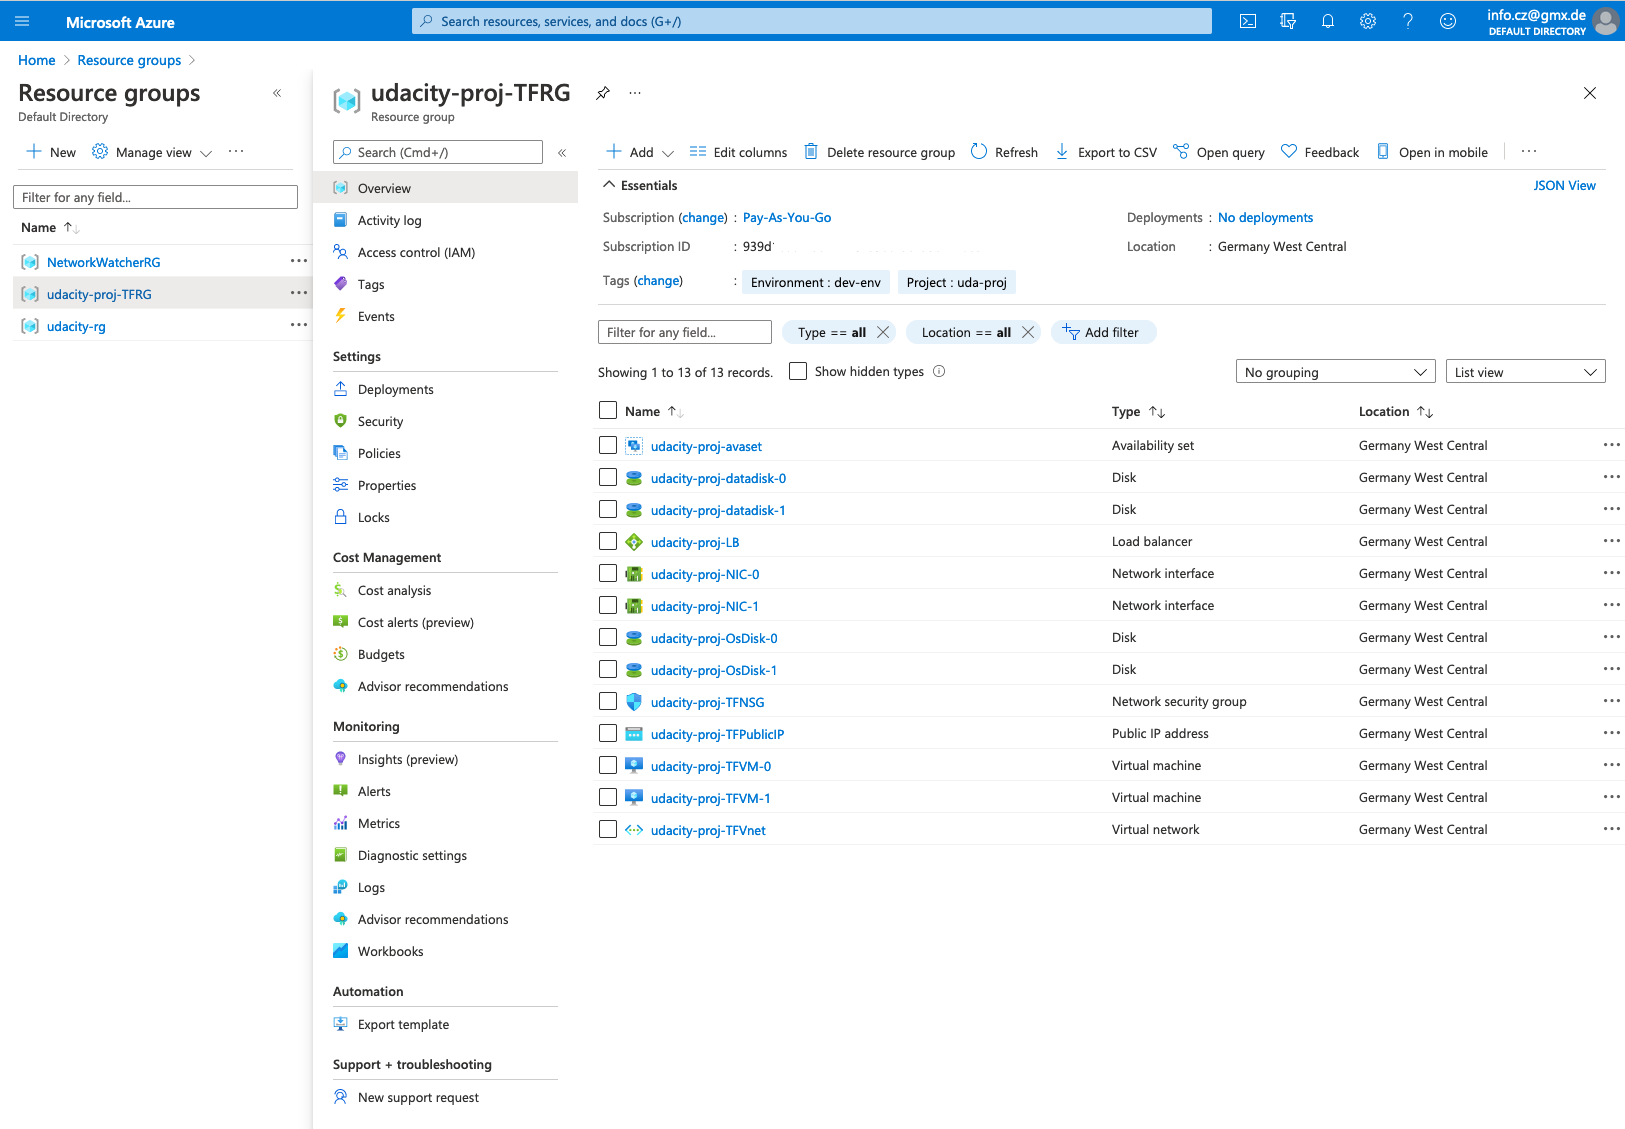 Microsoft Azure
Search resources, services, and docs (G+/)
info.cz@gmx.de
DEFAULT DIRECTORY
Home > Resource groups >
Resource groups
Default Directory
New
Manage view
Filter for any field...
Name
NetworkWatcherRG
udacity-proj-TFRG
udacity-rg
udacity-proj-TFRG
Resource group
Search (Cmd+/)
Overview
Activity log
Access control (IAM)
Tags
Events
Settings
Deployments
Security
Policies
Properties
Locks
Cost Management
Cost analysis
Cost alerts (preview)
Budgets
Advisor recommendations
Monitoring
Insights (preview)
Alerts
Metrics
Diagnostic settings
Logs
Advisor recommendations
Workbooks
Automation
Export template
Support + troubleshooting
New support request
Add
Edit columns
Delete resource group
Refresh
Export to CSV
Open query
Feedback
Open in mobile
Essentials
JSON View
Subscription (change) : Pay-As-You-Go
Deployments : No deployments
Subscription ID : 939d
Location : Germany West Central
Tags (change) : Environment : dev-env Project : uda-proj
Filter for any field...
Type == all
Location == all
Add filter
Showing 1 to 13 of 13 records.
Show hidden types
No grouping
List view
Name Type Location
udacity-proj-avaset Availability set Germany West Central
udacity-proj-datadisk-0 Disk Germany West Central
udacity-proj-datadisk-1 Disk Germany West Central
udacity-proj-LB Load balancer Germany West Central
udacity-proj-NIC-0 Network interface Germany West Central
udacity-proj-NIC-1 Network interface Germany West Central
udacity-proj-OsDisk-0 Disk Germany West Central
udacity-proj-OsDisk-1 Disk Germany West Central
udacity-proj-TFNSG Network security group Germany West Central
udacity-proj-TFPublicIP Public IP address Germany West Central
udacity-proj-TFVM-0 Virtual machine Germany West Central
udacity-proj-TFVM-1 Virtual machine Germany West Central
udacity-proj-TFVnet Virtual network Germany West Central